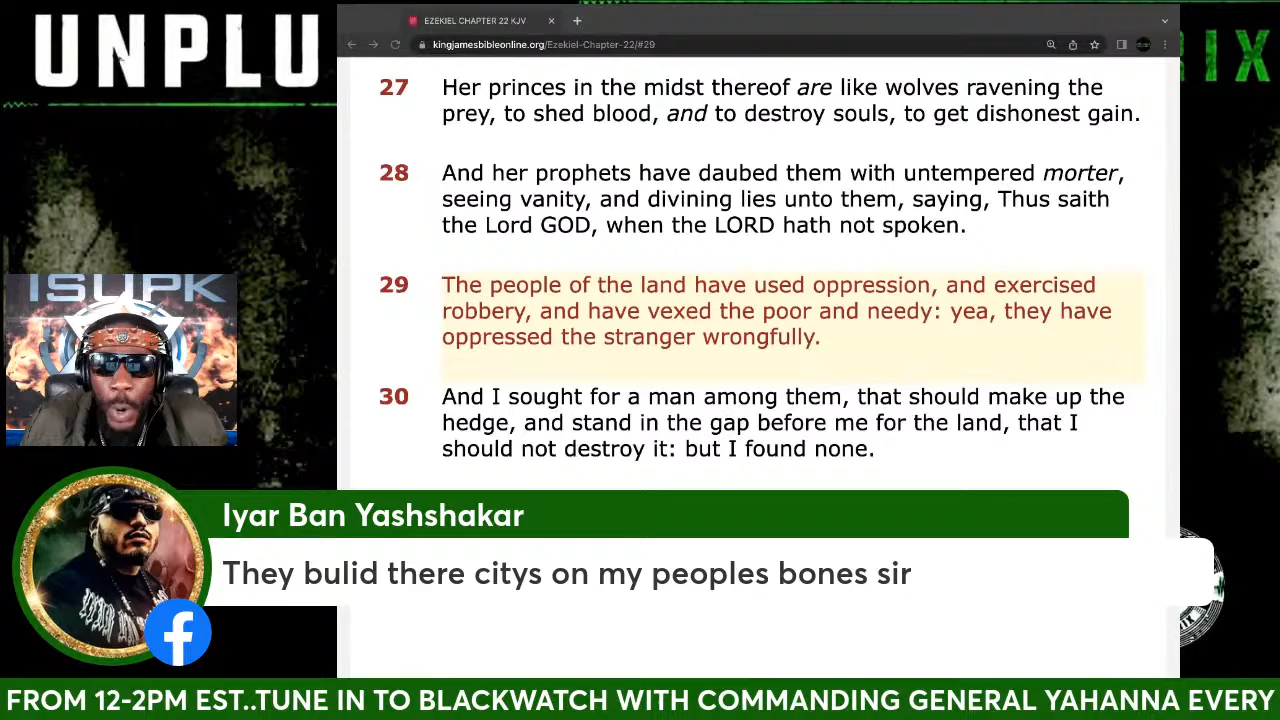 UNPLU
RIX
EZEKIEL CHAPTER 22 KJV
kingjamesbibleonline.org/Ezekiel-Chapter-22/#29
27 Her princes in the midst thereof are like wolves ravening the
prey, to shed blood, and to destroy souls, to get dishonest gain.
28 And her prophets have daubed them with untempered morter,
seeing vanity, and divining lies unto them, saying, Thus saith
the Lord GOD, when the LORD hath not spoken.
29 The people of the land have used oppression, and exercised
robbery, and have vexed the poor and needy: yea, they have
oppressed the stranger wrongfully.
30 And I sought for a man among them, that should make up the
hedge, and stand in the gap before me for the land, that I
should not destroy it: but I found none.
ISUPK
Iyar Ban Yashshakar
They bulid there citys on my peoples bones sir
FROM 12-2PM EST..TUNE IN TO BLACKWATCH WITH COMMANDING GENERAL YAHANNA EVERY